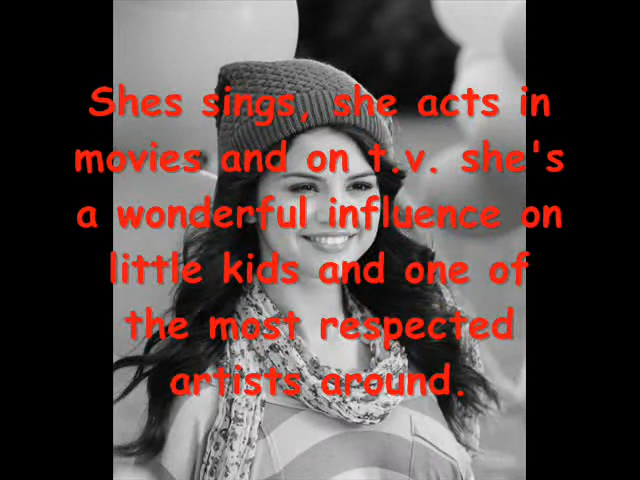 Shes sings, she acts in
movies and on t.v. she's
a wonderful influence on
little kids and one of
the most respected
artists around.